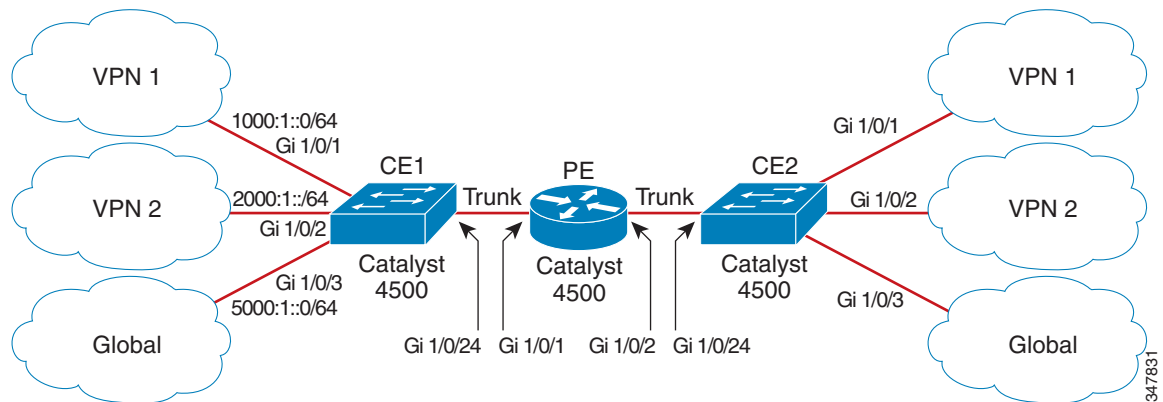 VPN 1
1000:1::0/64
Gi 1/0/1
VPN 2
2000:1::/64
Gi 1/0/2
Global
Gi 1/0/3
5000:1::0/64
CE1
Catalyst
4500
Trunk
PE
Catalyst
4500
Trunk
CE2
Catalyst
4500
Gi 1/0/24
Gi 1/0/1
Gi 1/0/2
Gi 1/0/24
Gi 1/0/1
VPN 1
Gi 1/0/2
VPN 2
Gi 1/0/3
Global
347831